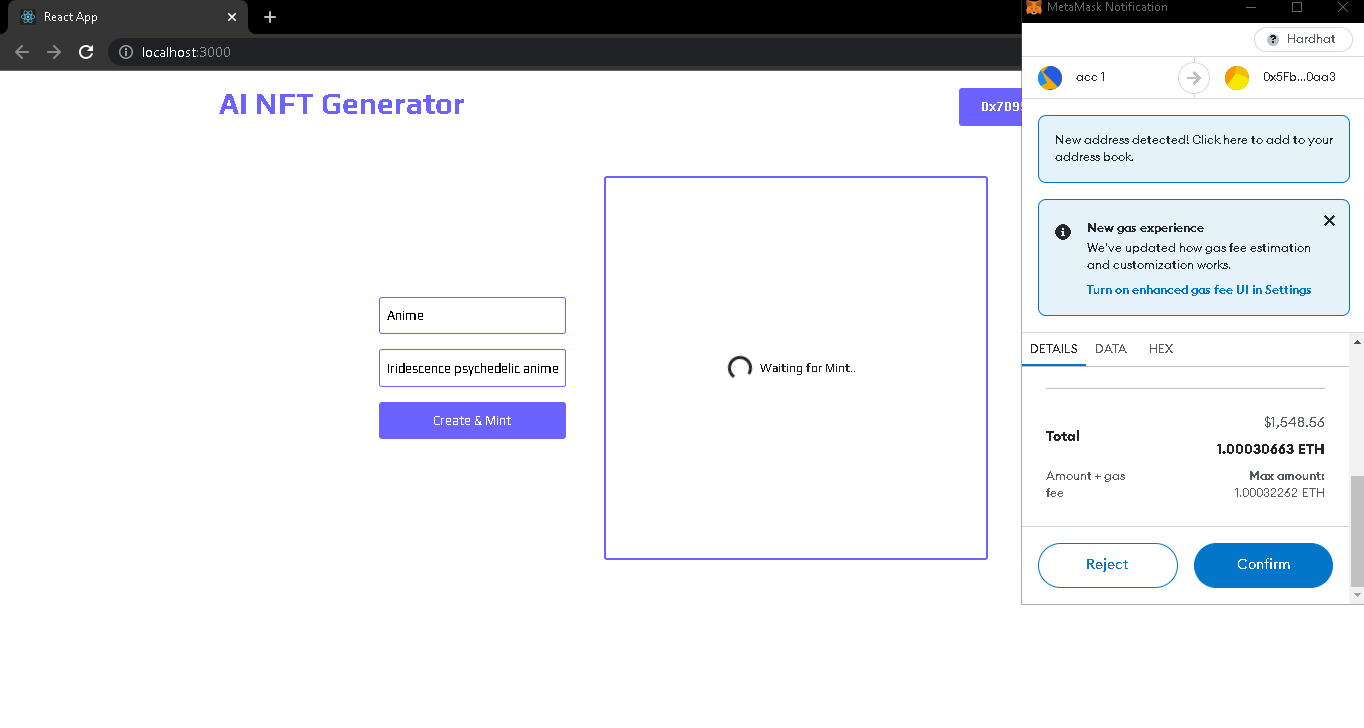 React App
localhost:3000
AI NFT Generator
0x709
Anime
Iridescence psychedelic anime
Create & Mint
Waiting for Mint..
MetaMask Notification
Hardhat
acc 1
0x5Fb...0aa3
New address detected! Click here to add to your
address book.
New gas experience
We've updated how gas fee estimation
and customization works.
Turn on enhanced gas fee UI in Settings
DETAILS DATA HEX
$1,548.56
Total
1.00030663 ETH
Amount + gas
fee
Max amount:
1.00032262 ETH
Reject Confirm